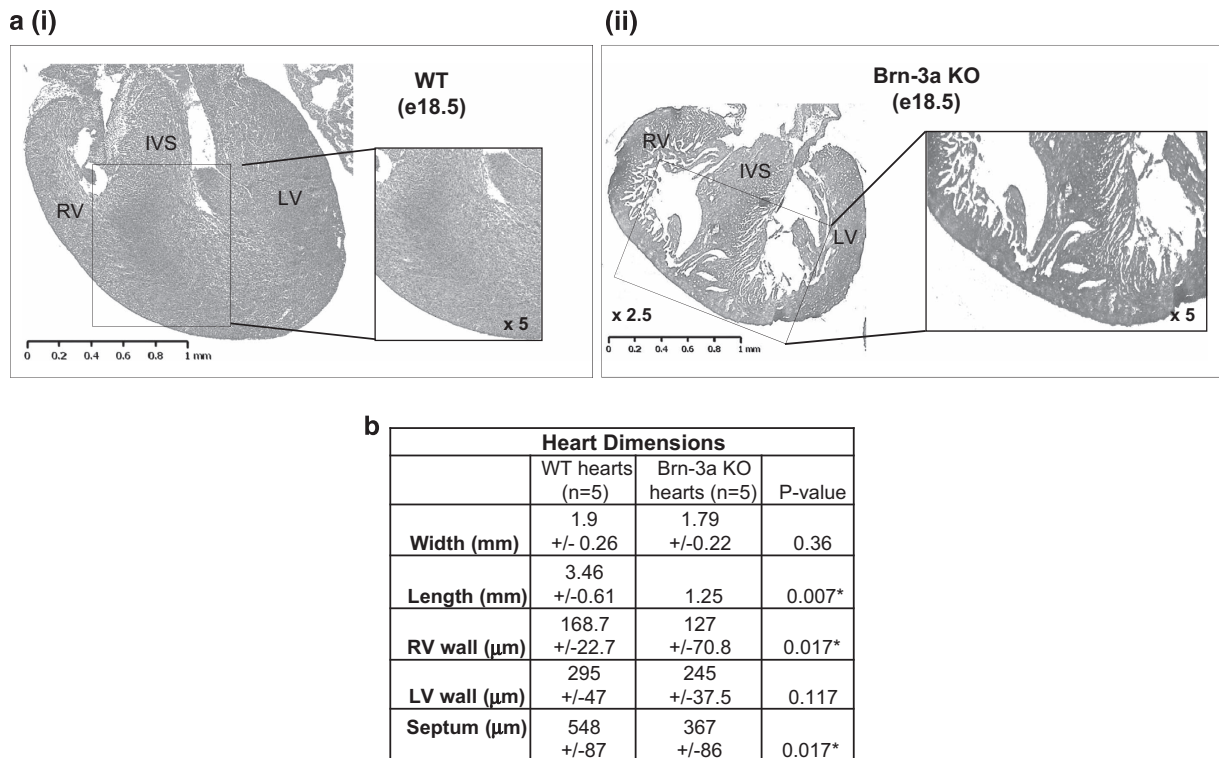 a (i)
WT
(e18.5)
IVS
RV
LV
x 5
0 0.2 0.4 0.6 0.8 1 mm
(ii)
Brn-3a KO
(e18.5)
RV
IVS
LV
x 2.5
x 5
0 0.2 0.4 0.6 0.8 1 mm
b
Heart Dimensions
WT hearts Brn-3a KO
(n=5) hearts (n=5) P-value
1.9 1.79
Width (mm) +/- 0.26 +/-0.22 0.36
3.46
Length (mm) +/-0.61 1.25 0.007*
168.7 127
RV wall (µm) +/-22.7 +/-70.8 0.017*
295 245
LV wall (µm) +/-47 +/-37.5 0.117
Septum (µm) 548 367
+/-87 +/-86 0.017*